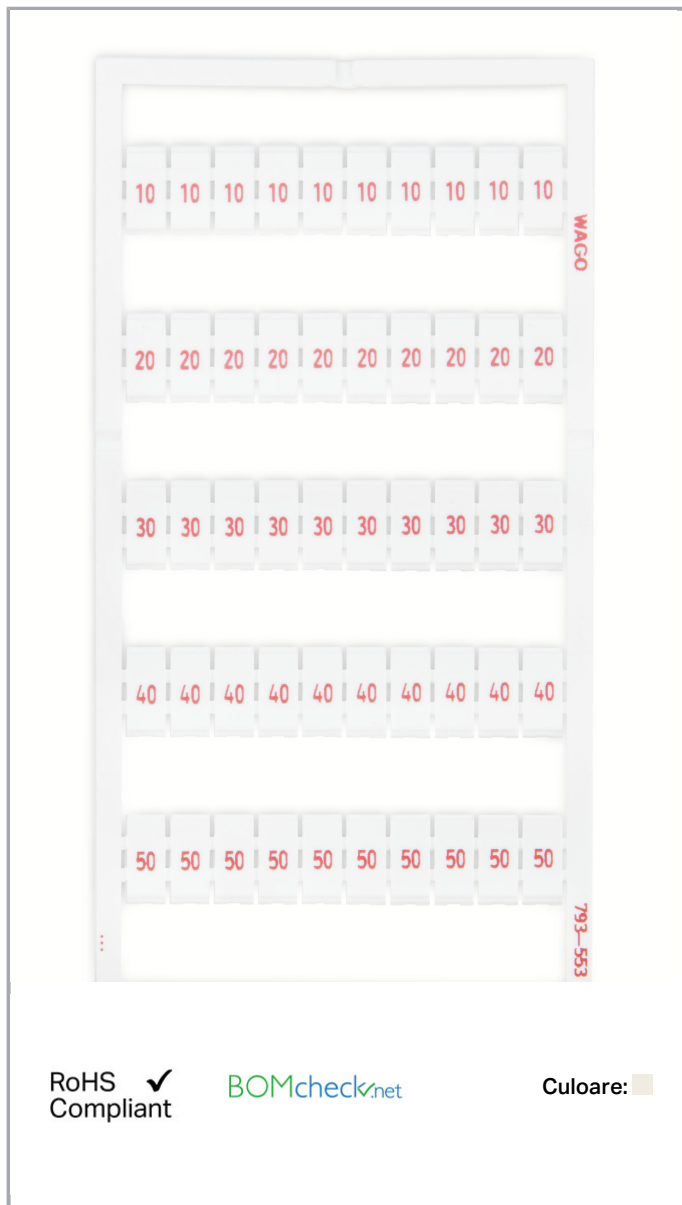 10 10 10 10 10 10 10 10 10 10
WAGO
20 20 20 20 20 20 20 20 20 20
30 30 30 30 30 30 30 30 30 30
40 40 40 40 40 40 40 40 40 40
50 50 50 50 50 50 50 50 50 50
793–553
...
RoHS ✓
Compliant
BOMcheck.net
Culoare: